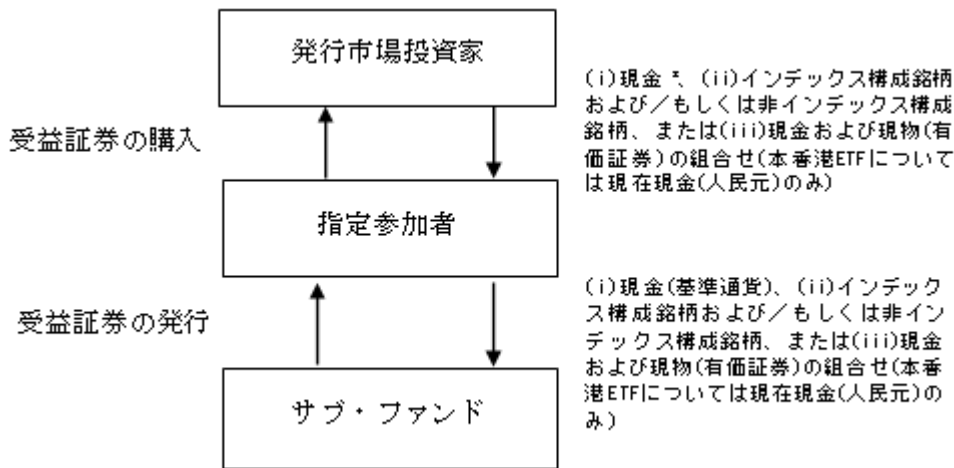 発行市場投資家
(i)現金*、(ii)インデックス構成銘柄
および／もしくは非インデックス構成
銘柄、または(iii)現金および現物(有
価証券)の組合せ(本香港ETFについて
は現在現金(人民元)のみ)
受益証券の購入
指定参加者
(i)現金(基準通貨)、(ii)インデック
ス構成銘柄および／もしくは非イン
デックス構成銘柄、または(iii)現金
および現物(有価証券)の組合せ(本香
港ETFについては現在現金(人民元)の
み)
受益証券の発行
サブ・ファンド